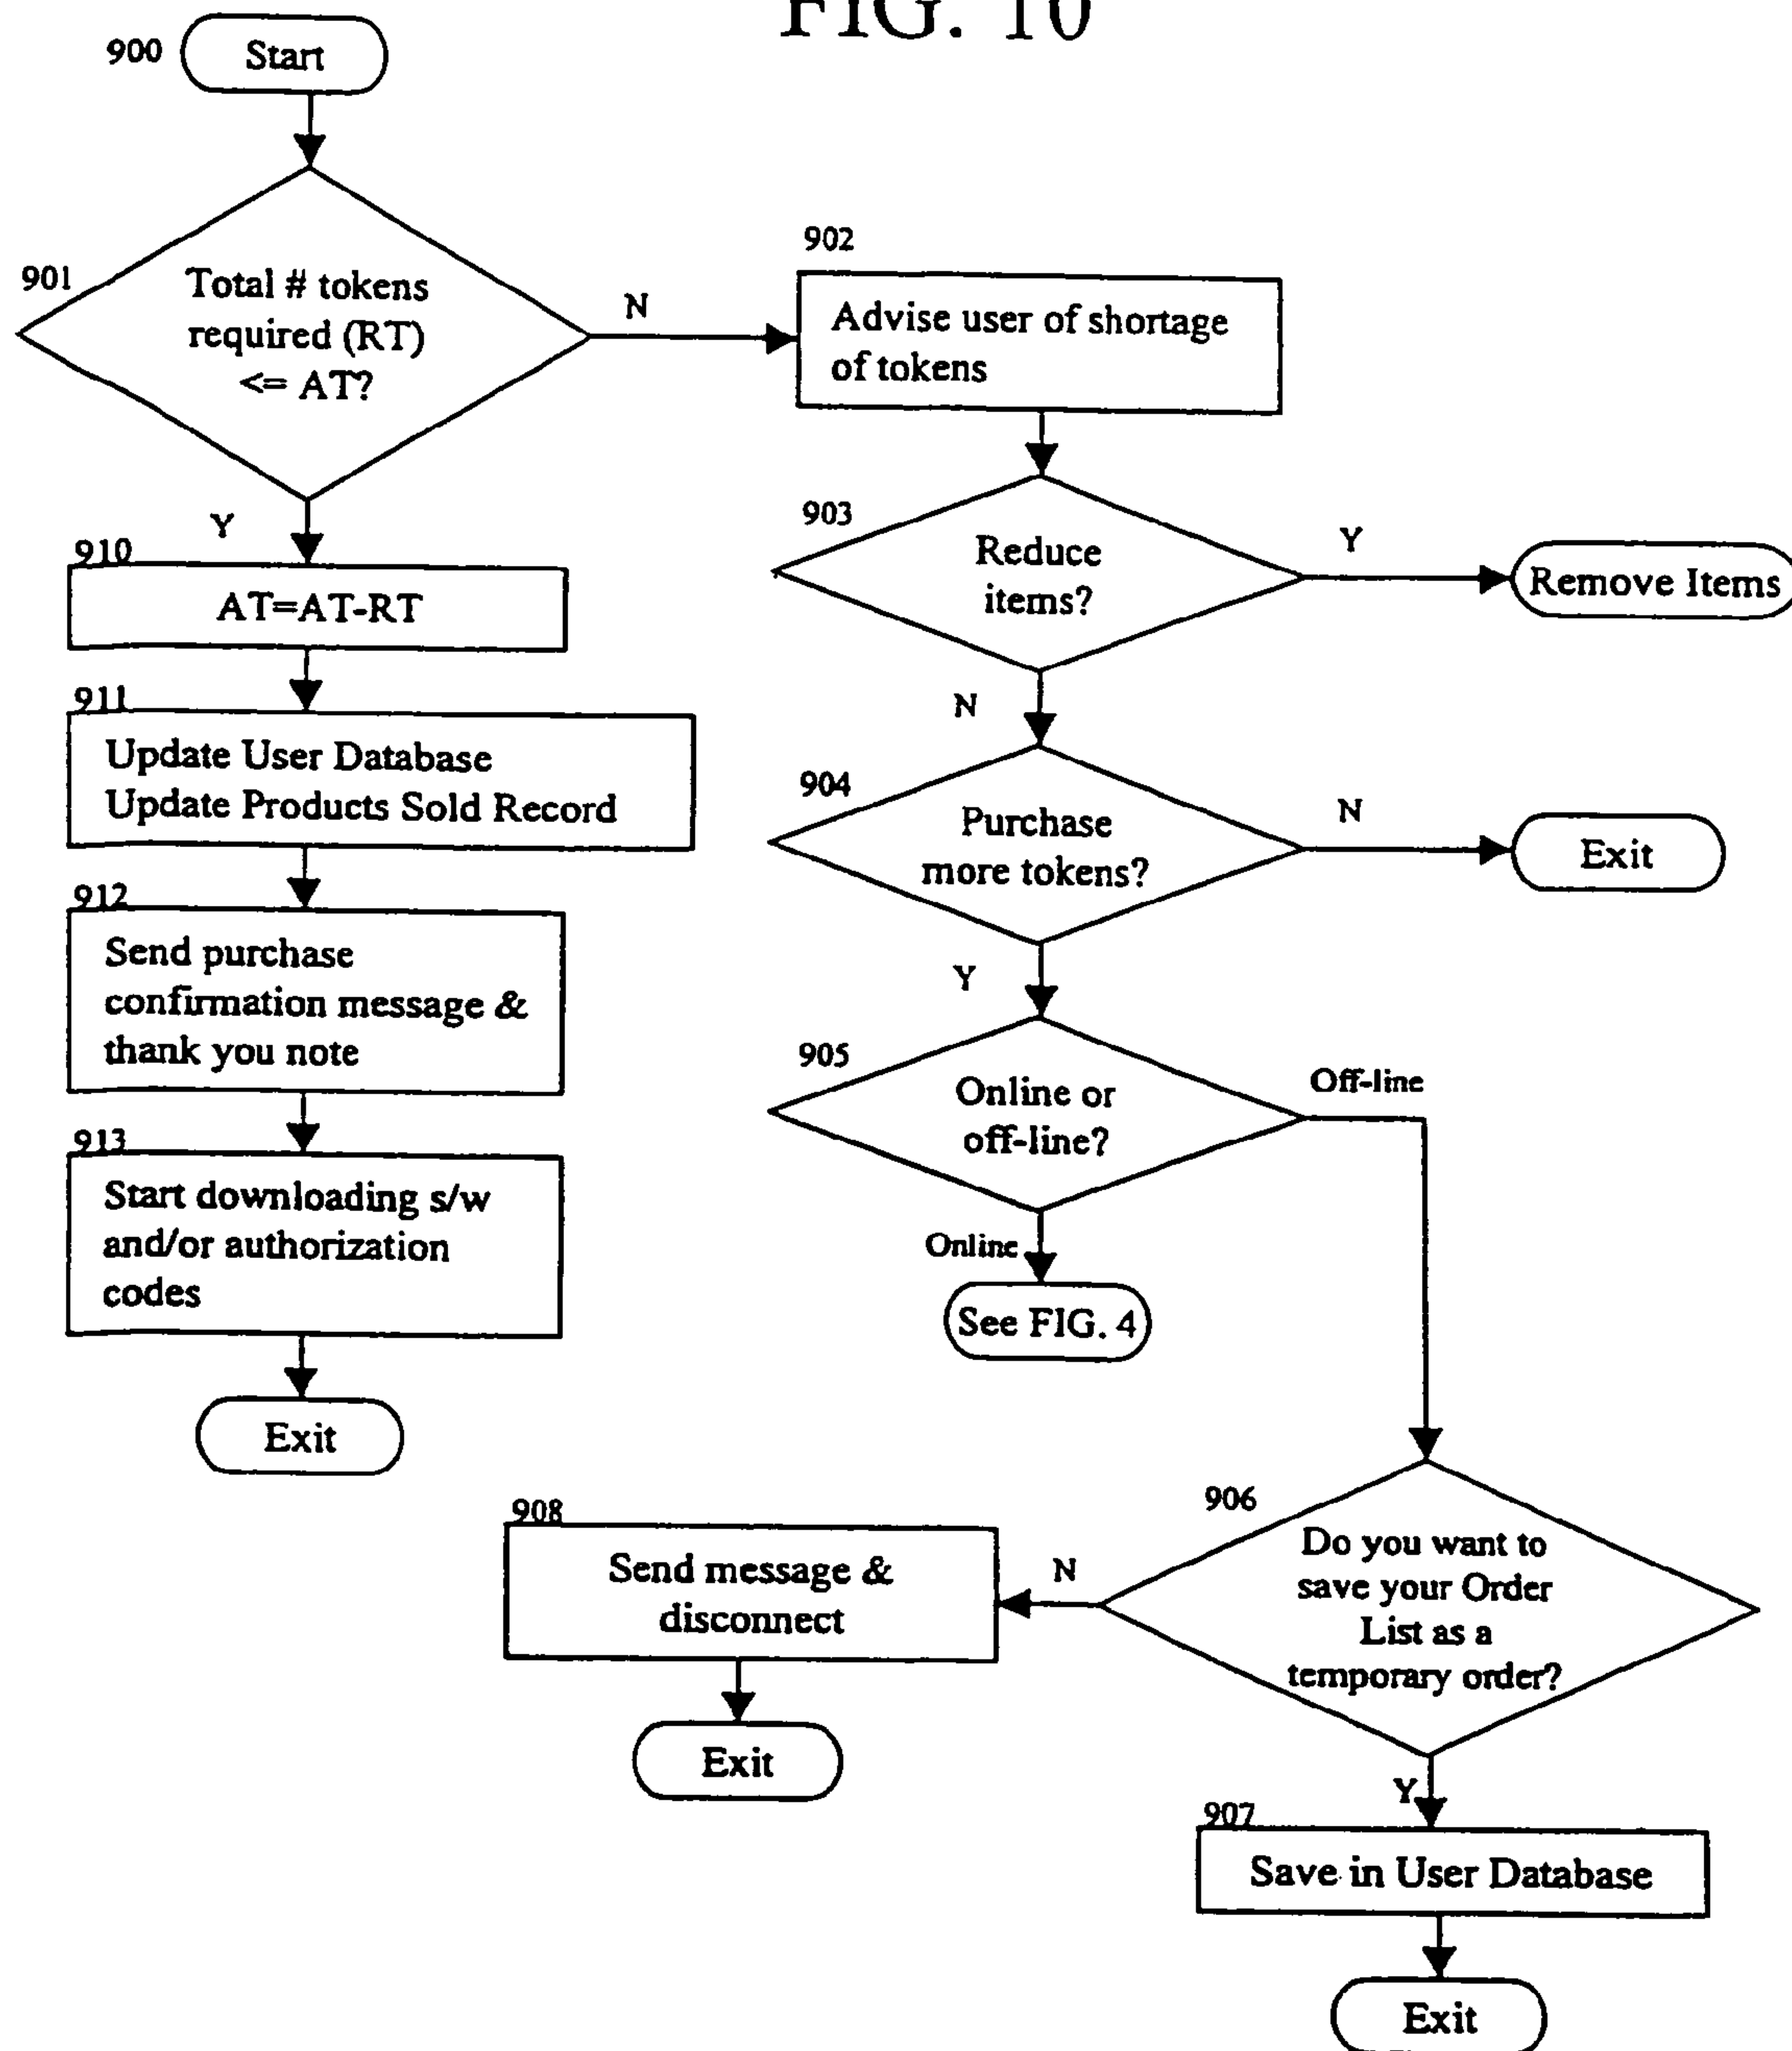 FIG. 10
900
Start
901
Total # tokens
required (RT)
<= AT?
N
902
Advise user of shortage
of tokens
Y
903
Reduce
items?
Y
Remove Items
910
AT=AT-RT
N
911
Update User Database
Update Products Sold Record
904
Purchase
more tokens?
N
Exit
912
Send purchase
confirmation message &
thank you note
Y
905
Online or
off-line?
Off-line
913
Start downloading s/w
and/or authorization
codes
Online
See FIG. 4
Exit
906
Do you want to
save your Order
List as a
temporary order?
N
908
Send message &
disconnect
Exit
Y
907
Save in User Database
Exit